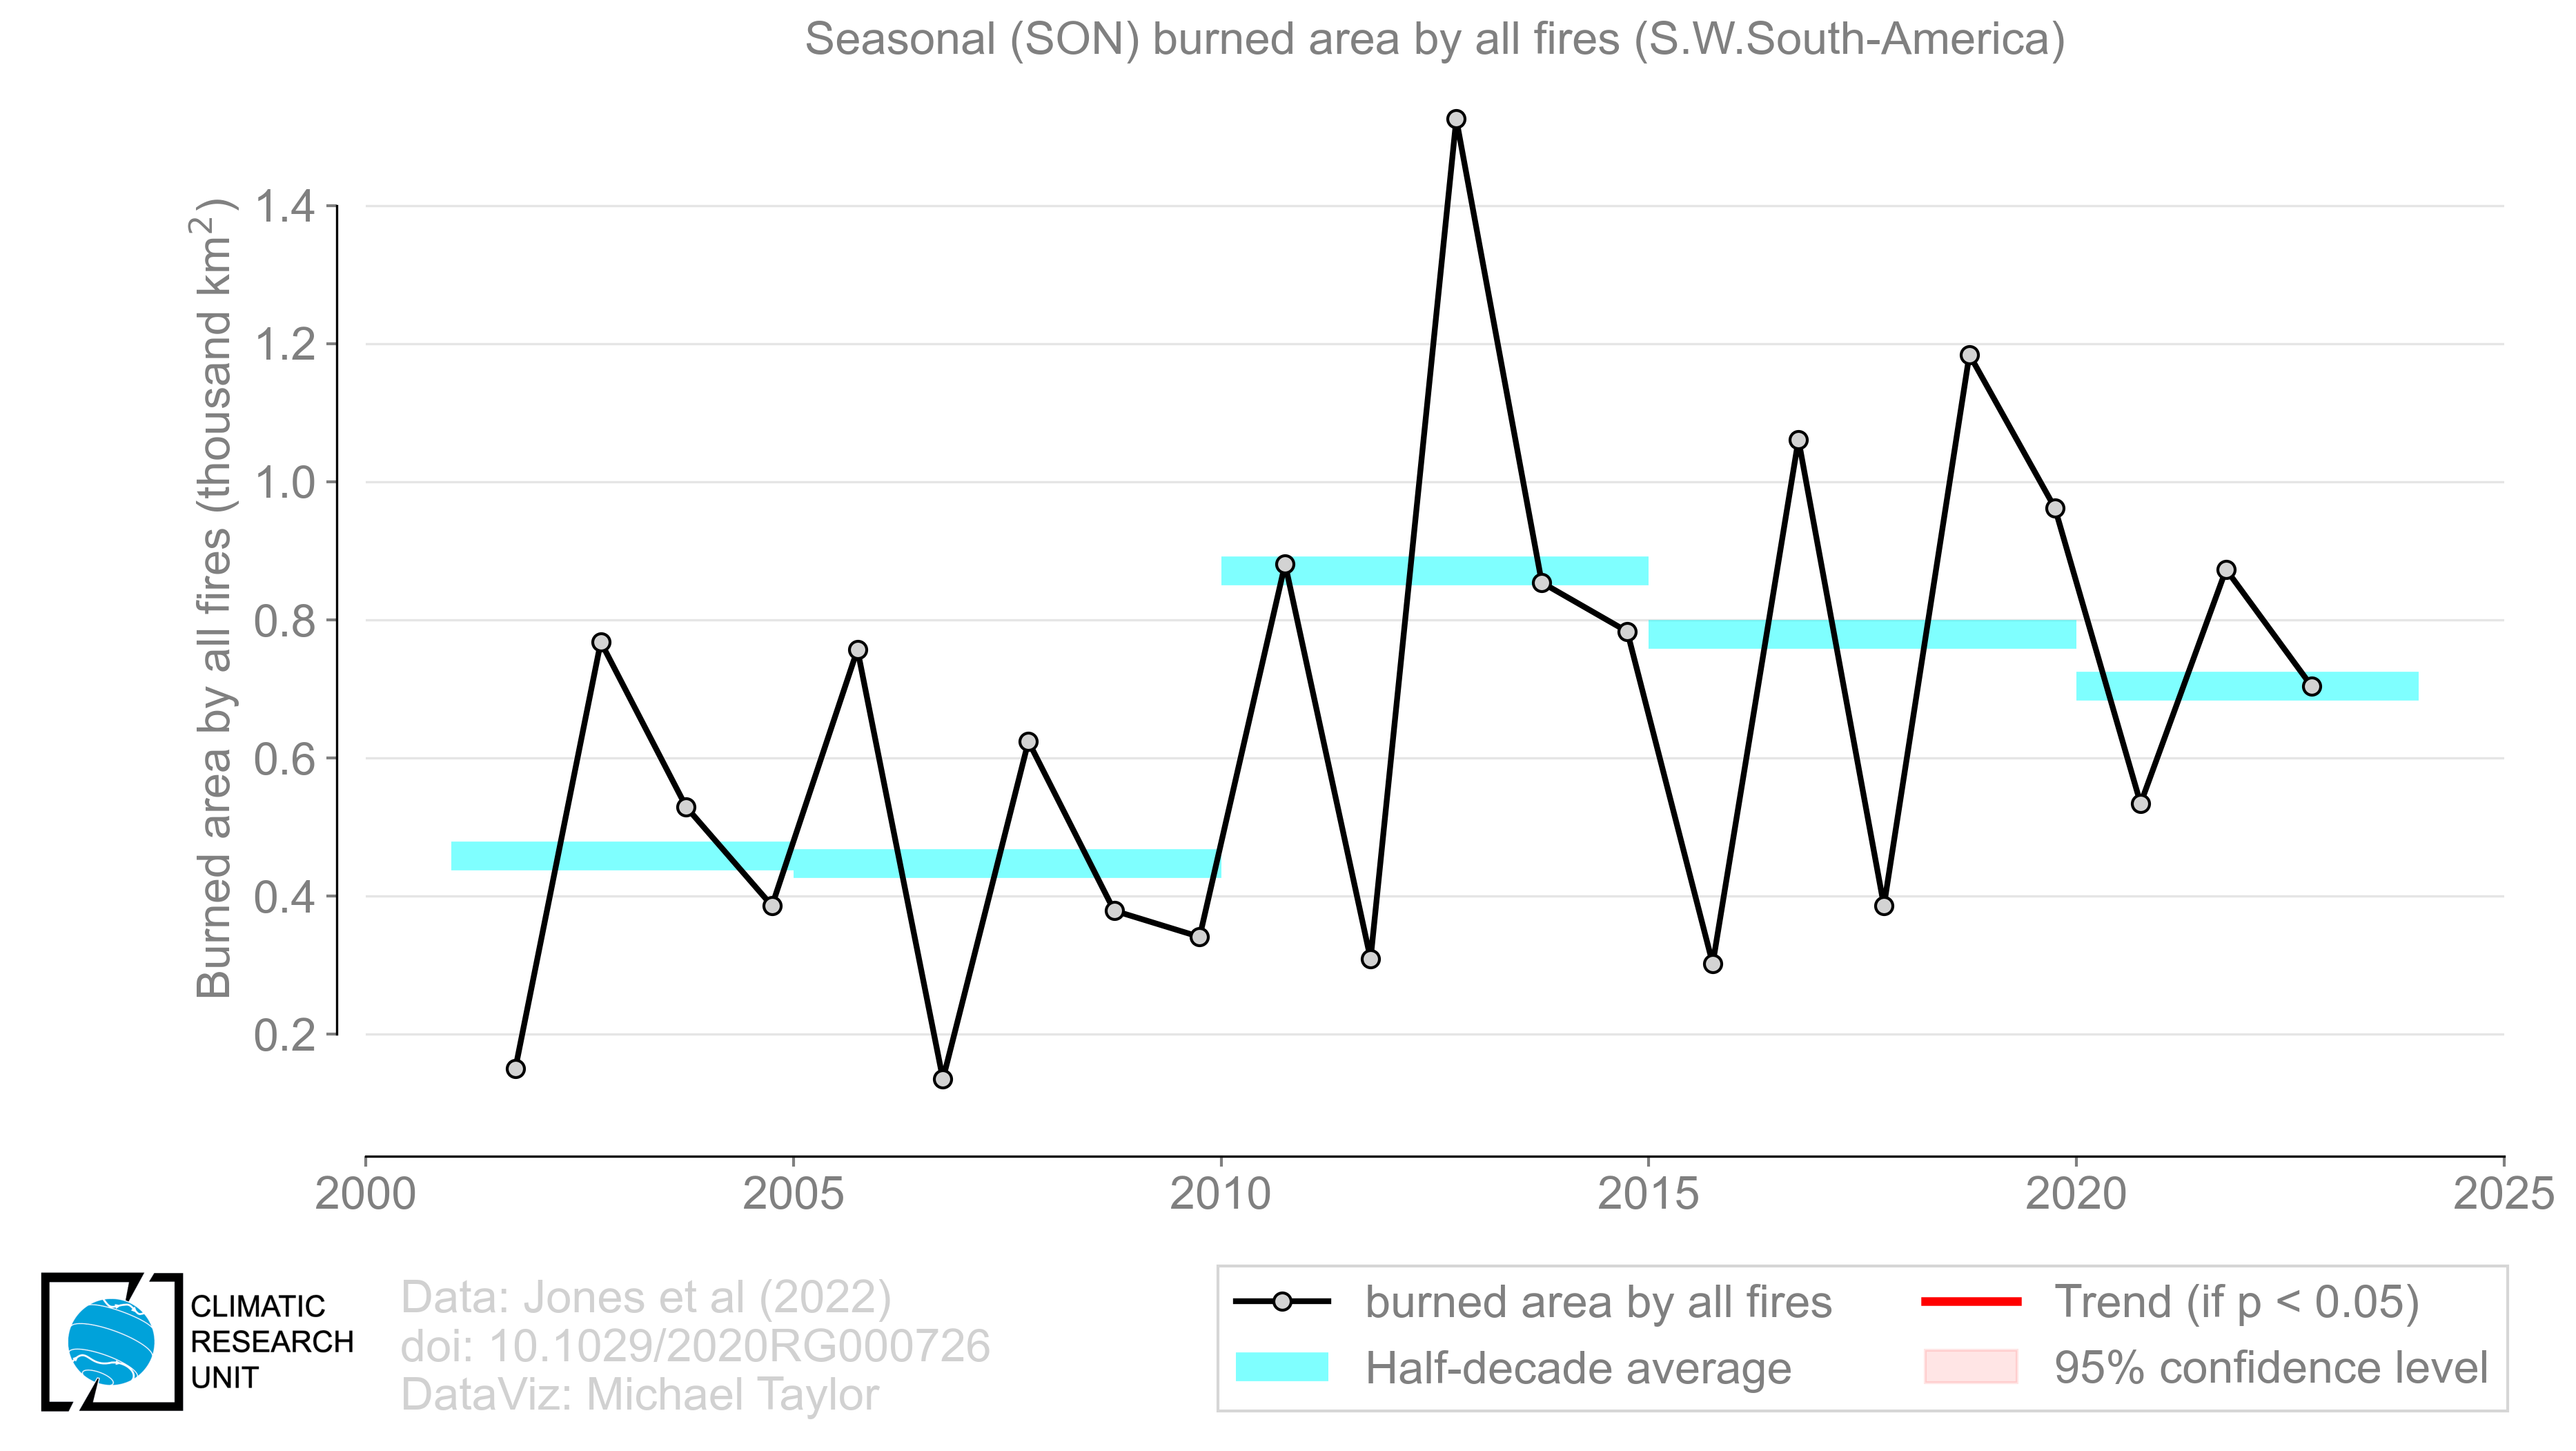 Seasonal (SON) burned area by all fires (S.W.South-America)
Burned area by all fires (thousand km²)
1.4
1.2
1.0
0.8
0.6
0.4
0.2
2000 2005 2010 2015 2020 2025
CLIMATIC
RESEARCH
UNIT
Data: Jones et al (2022)
doi: 10.1029/2020RG000726
DataViz: Michael Taylor
burned area by all fires
Half-decade average
Trend (if p < 0.05)
95% confidence level